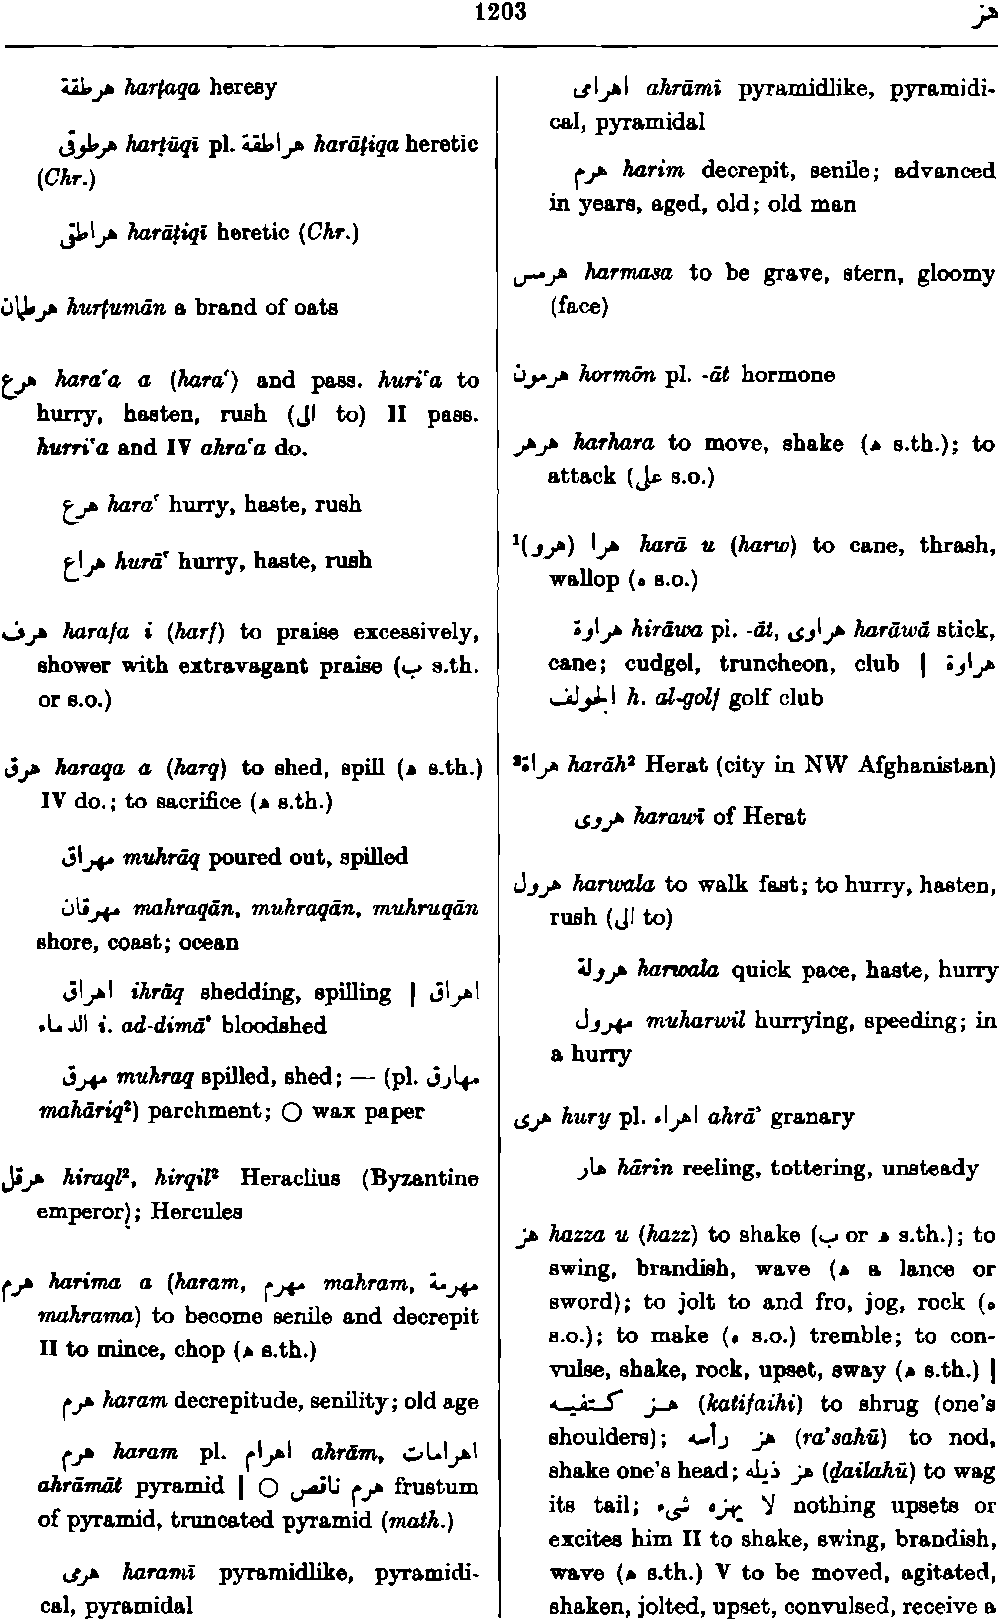 1203 هز
هرطقة harṭaqa heresy
هرطوقى harṭūqī pl. هراطقة harāṭiqa heretic
(Chr.)
هراطقى harāṭiqī heretic (Chr.)
هرطمان hurṭumān a brand of oats
هرع haraʿa a (haraʿ) and pass. huriʿa to
hurry, hasten, rush (الى to) II pass.
hurriʿa and IV ahraʿa do.
هرع haraʿ hurry, haste, rush
هراع hurāʿ hurry, haste, rush
هرف harafa i (harf) to praise excessively,
shower with extravagant praise (ب s.th.
or s.o.)
هرق haraqa a (harq) to shed, spill (ه s.th.)
IV do.; to sacrifice (ه s.th.)
مهراق muhrāq poured out, spilled
مهرقان mahraqān, muhraqān, muhruqān
shore, coast; ocean
اهراق ihrāq shedding, spilling | اهراق
الدماء i. ad-dimāʾ bloodshed
مهرق muhraq spilled, shed; — (pl. مهارق
mahāriq²) parchment; ○ wax paper
هرقل hiraql², hirqil² Heraclius (Byzantine
emperor); Hercules
هرم harima a (haram, مهرم mahram, مهرمة
mahrama) to become senile and decrepit
II to mince, chop (ه s.th.)
هرم haram decrepitude, senility; old age
هرم haram pl. اهرام ahrām, اهرامات
ahrāmāt pyramid | ○ هرم ناقص frustum
of pyramid, truncated pyramid (math.)
هرمى haramī pyramidlike, pyramidi-
cal, pyramidal
اهرامى ahrāmī pyramidlike, pyramidi-
cal, pyramidal
هرم harim decrepit, senile; advanced
in years, aged, old; old man
هرمس harmasa to be grave, stern, gloomy
(face)
هرمون hormōn pl. -āt hormone
هرهر harhara to move, shake (ه s.th.); to
attack (على s.o.)
¹(هرو) هرا harā u (harw) to cane, thrash,
wallop (ه s.o.)
هراوة hirāwa pl. -āt, هراوى harāwā stick,
cane; cudgel, truncheon, club | هراوة
الجولف h. al-golf golf club
²هراة harāh² Herat (city in NW Afghanistan)
هروى harawī of Herat
هرول harwala to walk fast; to hurry, hasten,
rush (الى to)
هرولة harwala quick pace, haste, hurry
مهرول muharwil hurrying, speeding; in
a hurry
هرى hury pl. اهراء ahrāʾ granary
هار hārin reeling, tottering, unsteady
هز hazza u (hazz) to shake (ب or ه s.th.); to
swing, brandish, wave (ه a lance or
sword); to jolt to and fro, jog, rock (ه
s.o.); to make (ه s.o.) tremble; to con-
vulse, shake, rock, upset, sway (ه s.th.) |
هز كتفيه (katifaihi) to shrug (one's
shoulders); هز رأسه (raʾsahū) to nod,
shake one's head; هز ذيله (ḏailahū) to wag
its tail; لا يهزه شىء nothing upsets or
excites him II to shake, swing, brandish,
wave (ه s.th.) V to be moved, agitated,
shaken, jolted, upset, convulsed, receive a